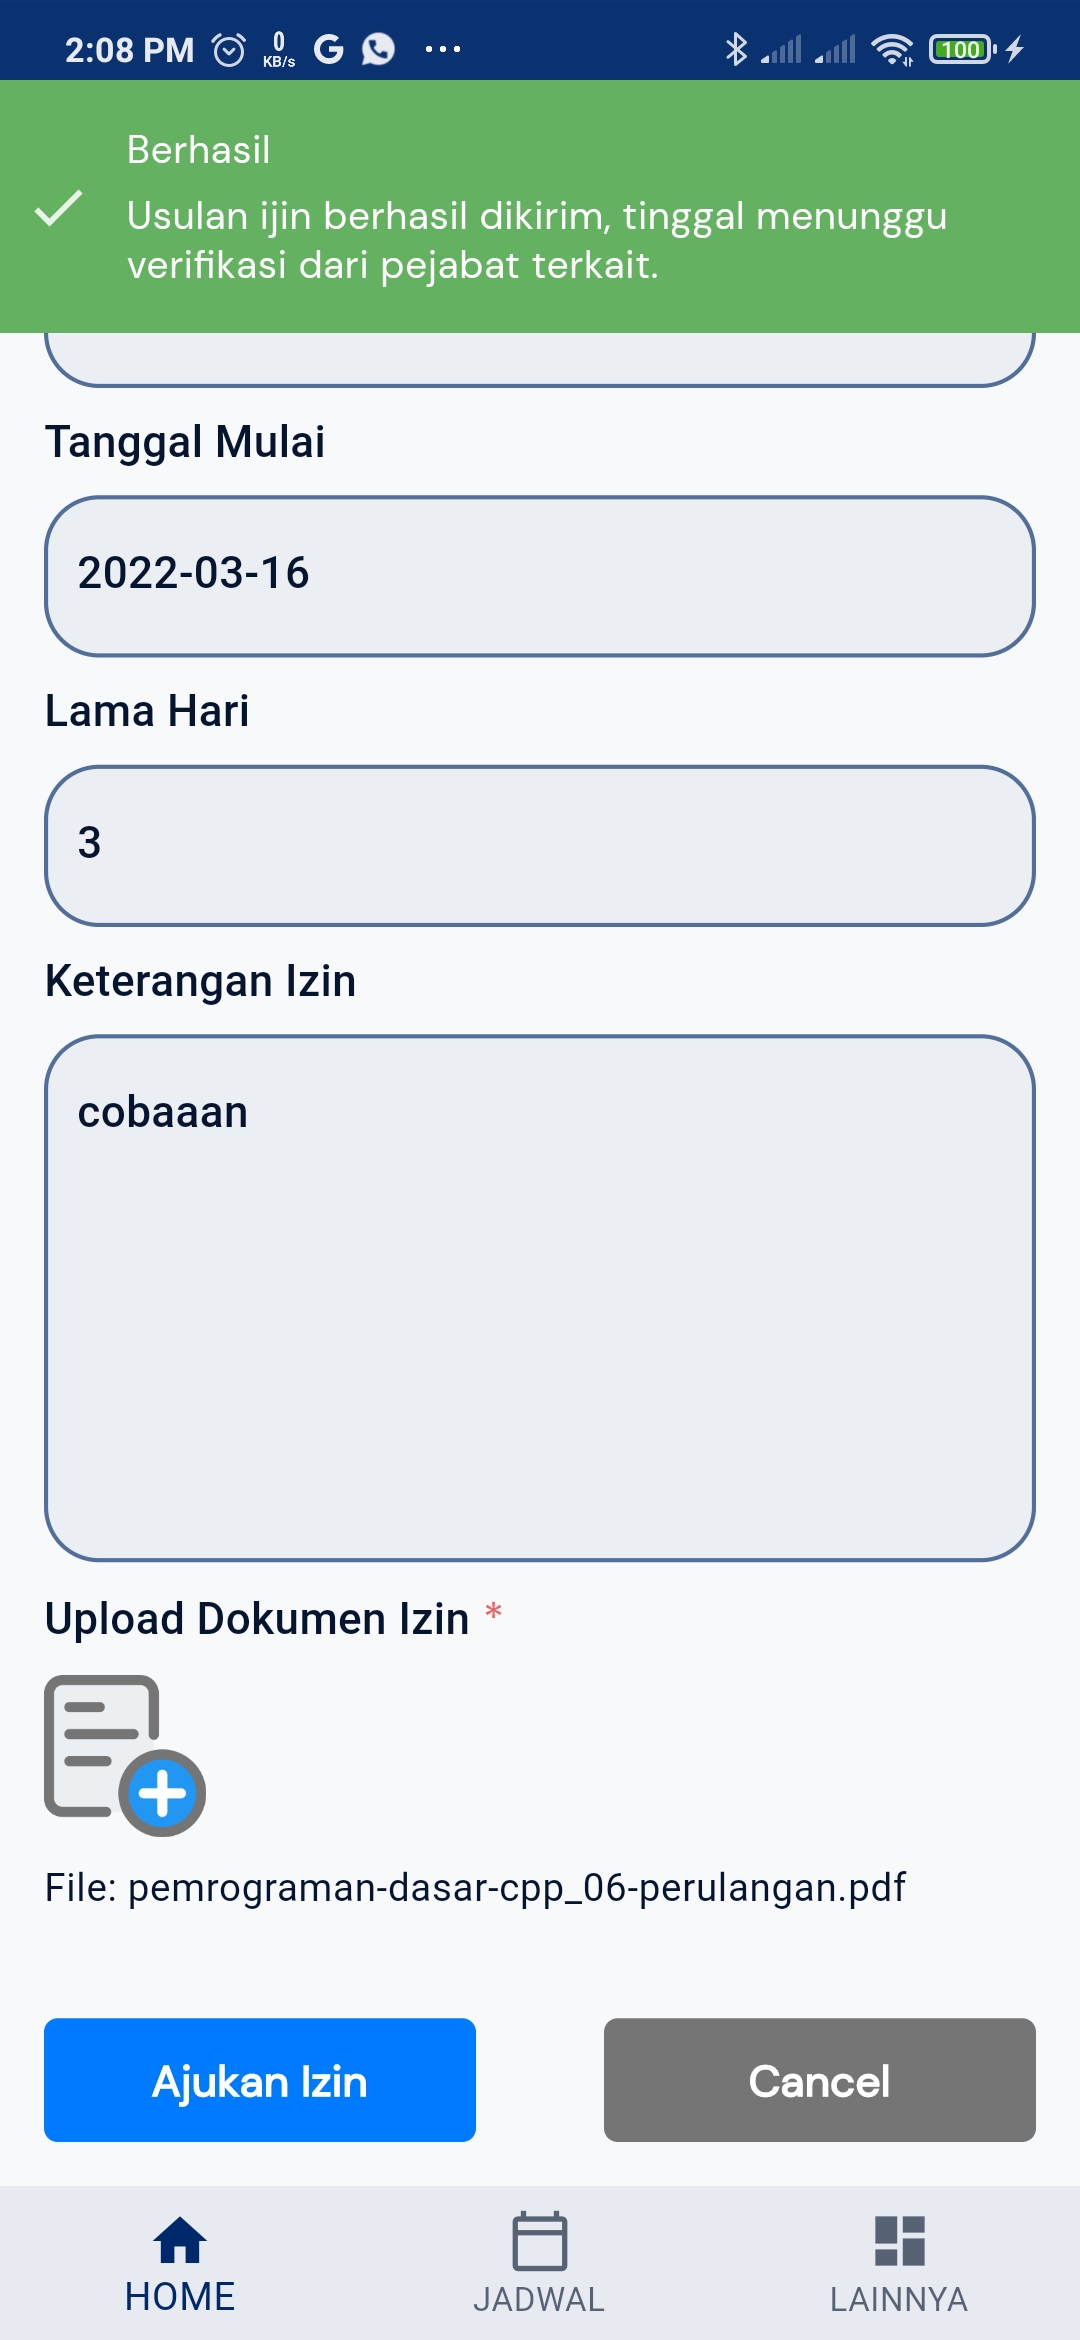 2:08 PM 0 KB/s 100
Berhasil
Usulan ijin berhasil dikirim, tinggal menunggu
verifikasi dari pejabat terkait.
Tanggal Mulai
2022-03-16
Lama Hari
3
Keterangan Izin
cobaaan
Upload Dokumen Izin *
File: pemrograman-dasar-cpp_06-perulangan.pdf
Ajukan Izin Cancel
HOME JADWAL LAINNYA